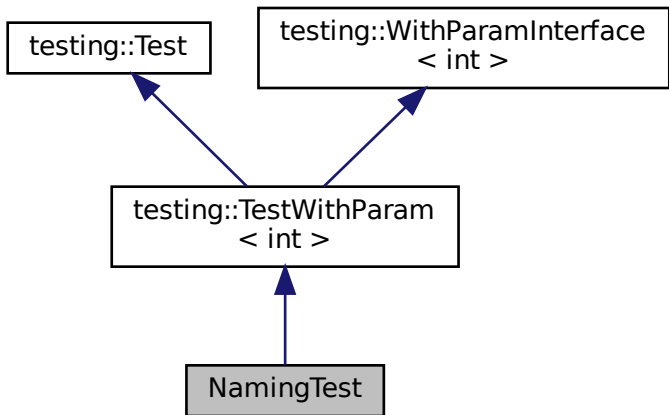 testing::Test
testing::WithParamInterface
< int >
testing::TestWithParam
< int >
NamingTest